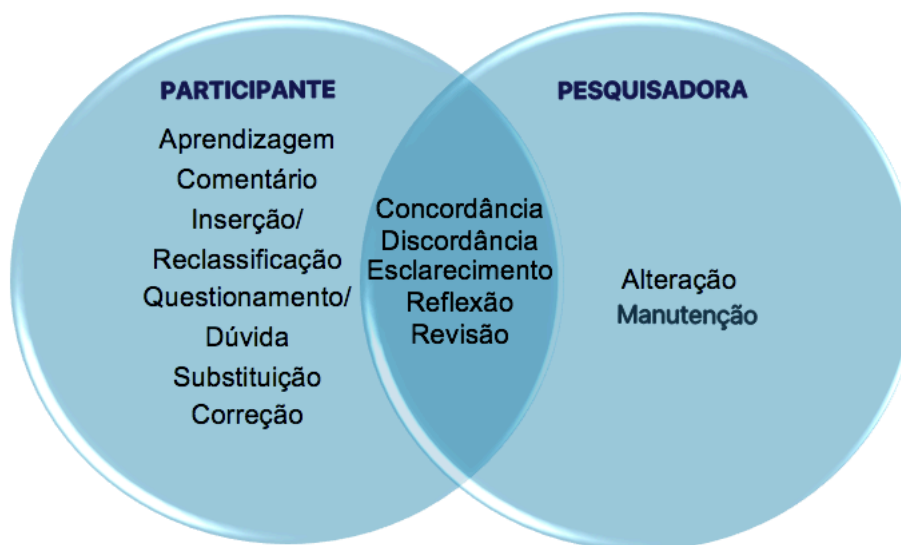 PARTICIPANTE
Aprendizagem
Comentário
Inserção/
Reclassificação
Questionamento/
Dúvida
Substituição
Correção
Concordância
Discordância
Esclarecimento
Reflexão
Revisão
PESQUISADORA
Alteração
Manutenção